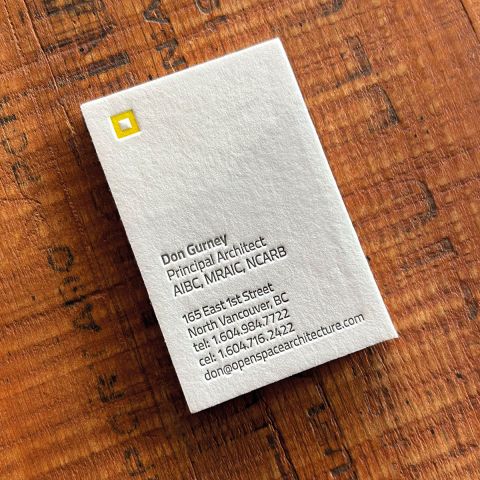 Don Gurney
Principal Architect
AIBC, MRAIC, NCARB
165 East 1st Street
North Vancouver, BC
tel: 1.604.984.7722
cel: 1.604.716.2422
don@openspacearchitecture.com